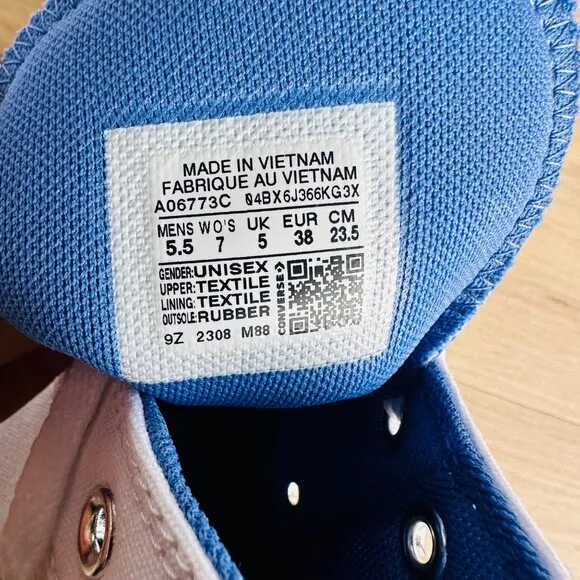 MADE IN VIETNAM
FABRIQUE AU VIETNAM
A06773C 04BX6J366KG3X
MENS WO'S UK EUR CM
5.5 7 5 38 23.5
GENDER:UNISEX
UPPER:TEXTILE
LINING:TEXTILE
OUTSOLE:RUBBER
CONVERSE
9Z 2308 M88